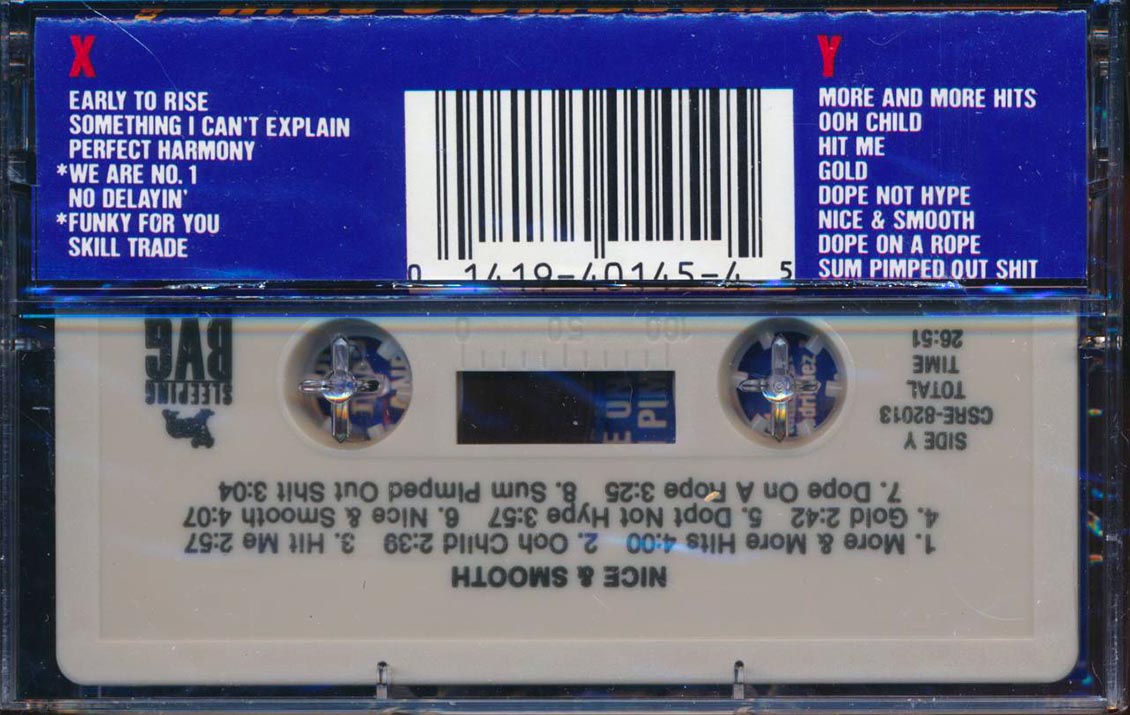 X
EARLY TO RISE
SOMETHING I CAN'T EXPLAIN
PERFECT HARMONY
*WE ARE NO. 1
NO DELAYIN'
*FUNKY FOR YOU
SKILL TRADE
0 1419-40145-4 5
Y
MORE AND MORE HITS
OOH CHILD
HIT ME
GOLD
DOPE NOT HYPE
NICE & SMOOTH
DOPE ON A ROPE
SUM PIMPED OUT SHIT
NICE & SMOOTH
1. More & More Hits 4:00 2. Ooh Child 2:39 3. Hit Me 2:57
4. Gold 2:42 5. Dopt Not Hype 3:57 6. Nice & Smooth 4:07
7. Dope On A Rope 3:25 8. Sum Pimped Out Shit 3:04
SIDE Y
CSRE-82013
TOTAL
TIME
26:51
SLEEPING
BAG
0 50 100